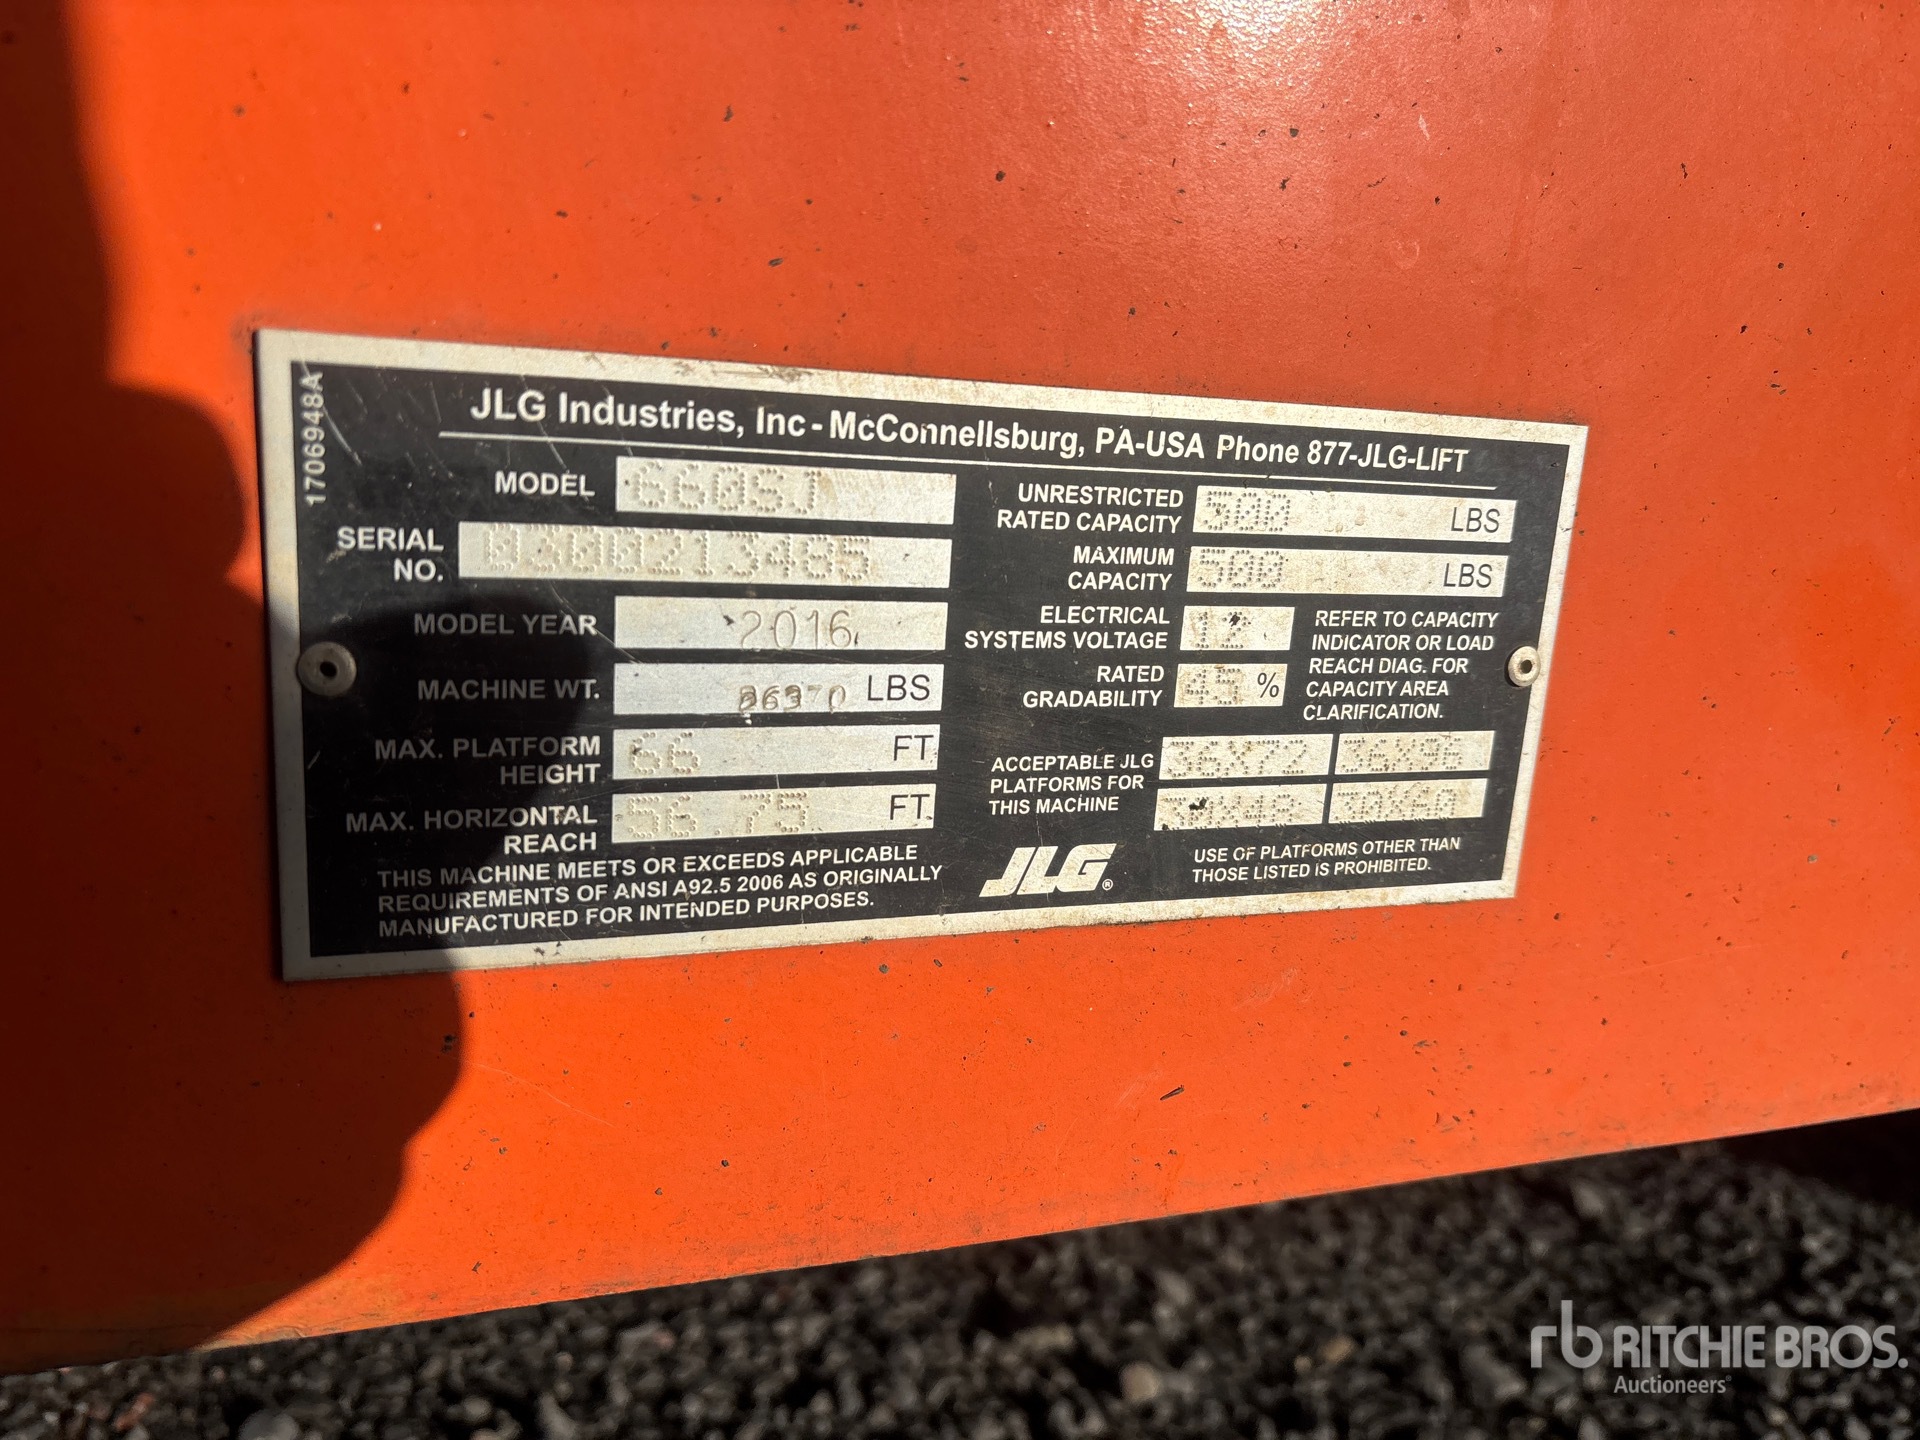 1706948A
JLG Industries, Inc - McConnellsburg, PA-USA Phone 877-JLG-LIFT
MODEL 660SJ
SERIAL NO. 0300213485
MODEL YEAR 2016
MACHINE WT. LBS
MAX. PLATFORM HEIGHT 66 FT
MAX. HORIZONTAL REACH 56.75 FT
THIS MACHINE MEETS OR EXCEEDS APPLICABLE
REQUIREMENTS OF ANSI A92.5 2006 AS ORIGINALLY
MANUFACTURED FOR INTENDED PURPOSES.
UNRESTRICTED RATED CAPACITY 500 LBS
MAXIMUM CAPACITY 500 LBS
ELECTRICAL SYSTEMS VOLTAGE 12
RATED GRADABILITY 45 %
REFER TO CAPACITY
INDICATOR OR LOAD
REACH DIAG. FOR
CAPACITY AREA
CLARIFICATION.
ACCEPTABLE JLG
PLATFORMS FOR
THIS MACHINE
36X72 36X96
30X48 30X60
JLG®
USE OF PLATFORMS OTHER THAN
THOSE LISTED IS PROHIBITED.
rb RITCHIE BROS.
Auctioneers